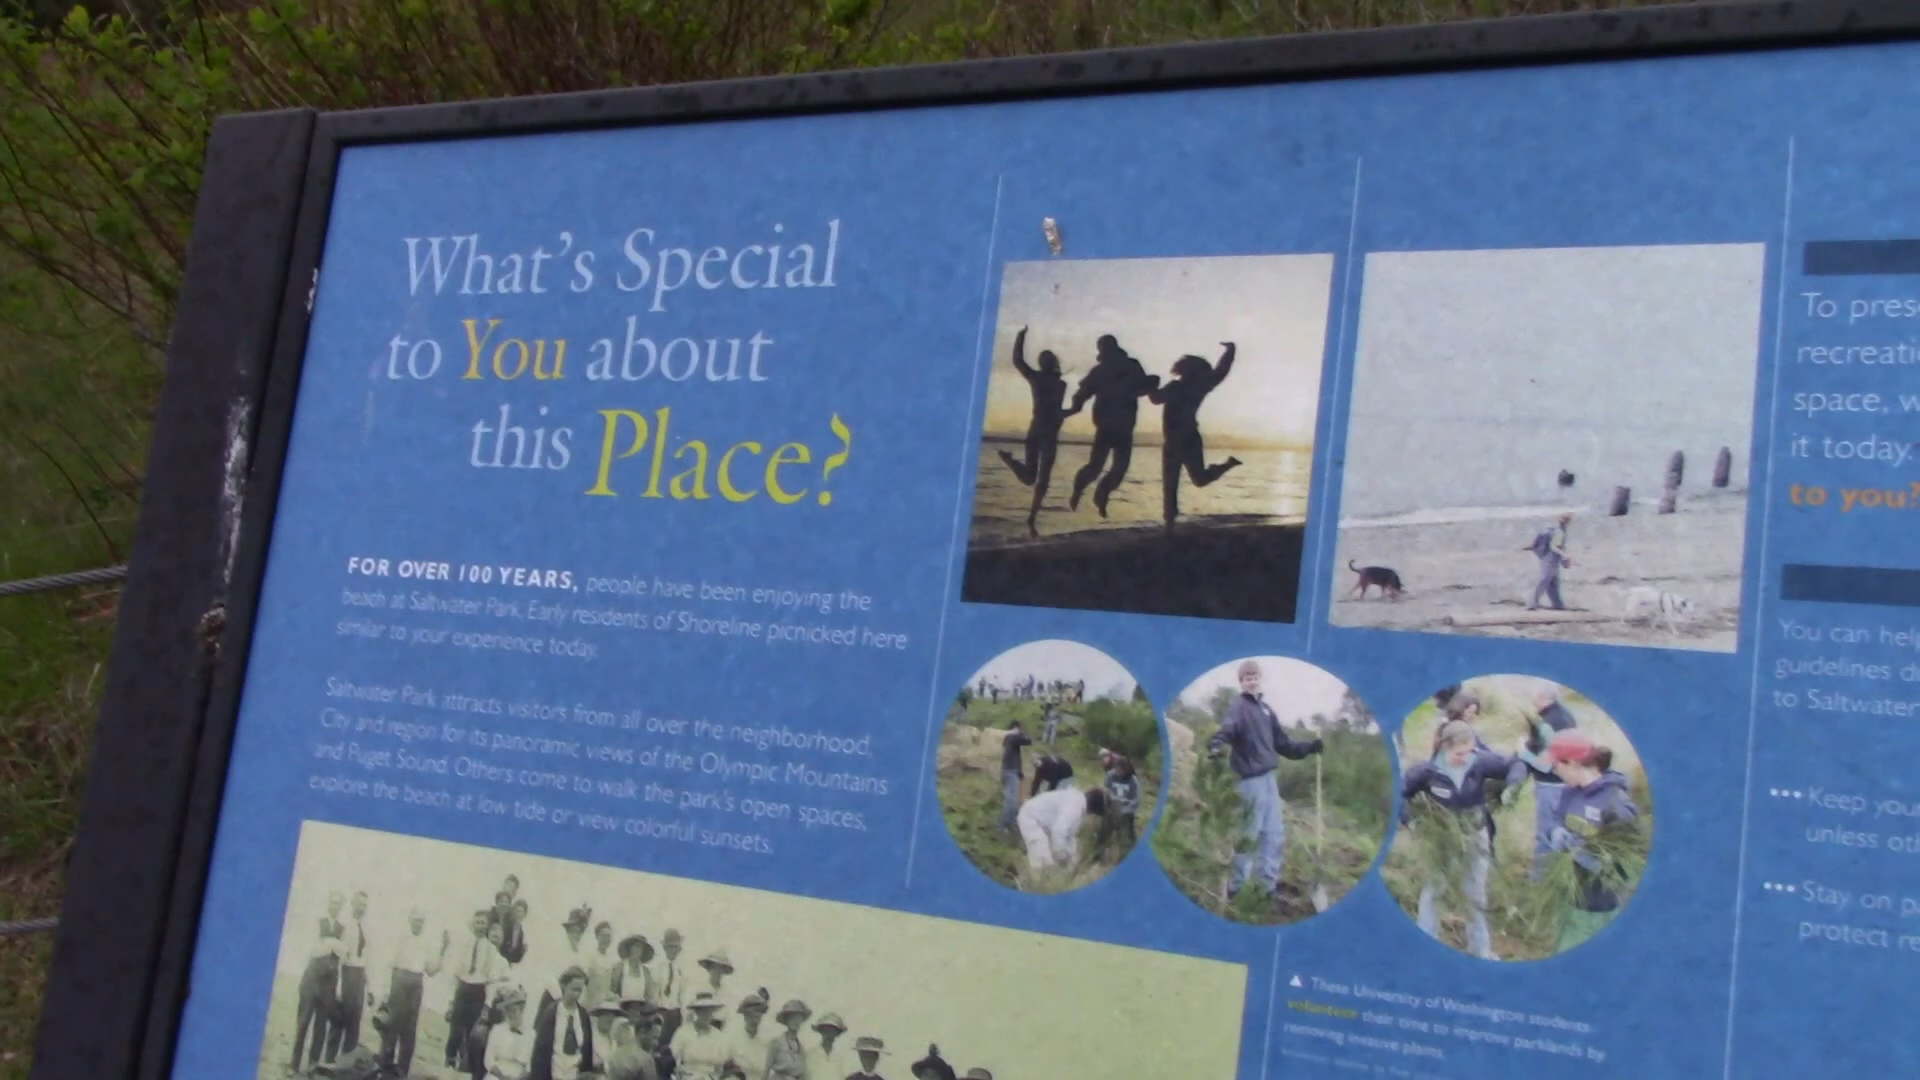 What's Special
to You about
this Place?
FOR OVER 100 YEARS, people have been enjoying the
beach at Saltwater Park. Early residents of Shoreline picnicked here
similar to your experience today.
Saltwater Park attracts visitors from all over the neighborhood,
City and region for its panoramic views of the Olympic Mountains
and Puget Sound. Others come to walk the park's open spaces,
explore the beach at low tide or view colorful sunsets.
▲ These University of Washington students
volunteer their time to improve parklands by
removing invasive plants.
To pres
recreati
space, w
it today.
to you?
You can help
guidelines du
to Saltwater
••• Keep your
unless oth
••• Stay on p
protect re